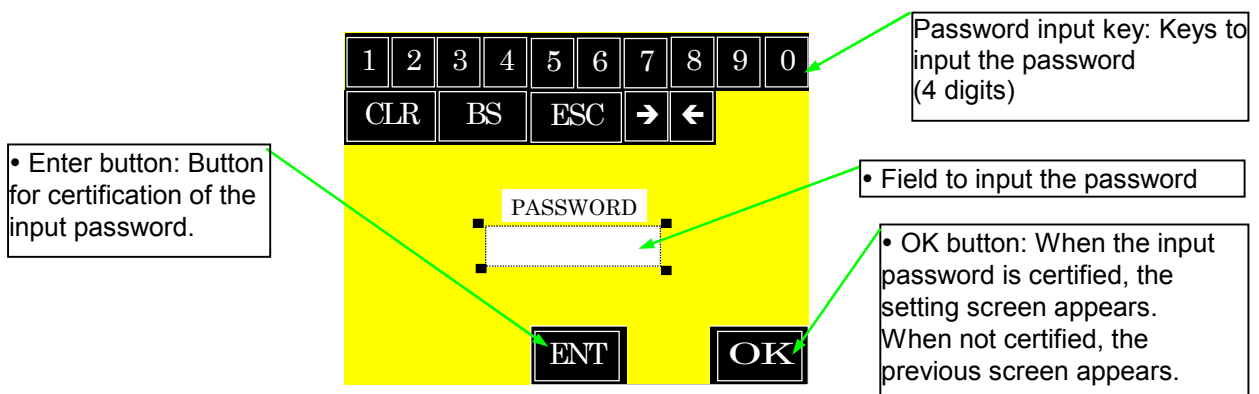 1 2 3 4 5 6 7 8 9 0
CLR BS ESC → ←
PASSWORD
ENT OK
Password input key: Keys to
input the password
(4 digits)
• Enter button: Button
for certification of the
input password.
• Field to input the password
• OK button: When the input
password is certified, the
setting screen appears.
When not certified, the
previous screen appears.